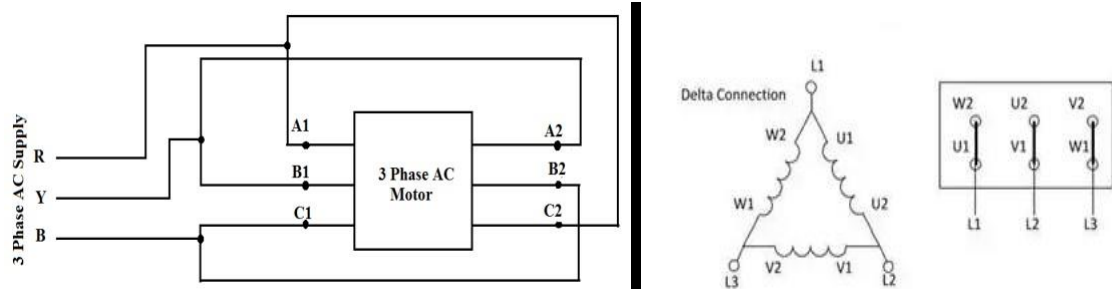 3 Phase AC Supply
R
Y
B
A1
B1
C1
3 Phase AC
Motor
A2
B2
C2
Delta Connection
L1
W2
U1
W1
U2
V2
V1
L3
L2
W2 U2 V2
U1 V1 W1
L1 L2 L3